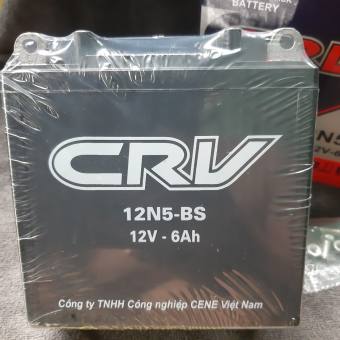 BATTERY
CRV
12N5-BS
12V - 6Ah
Công ty TNHH Công nghiệp CENE Việt Nam